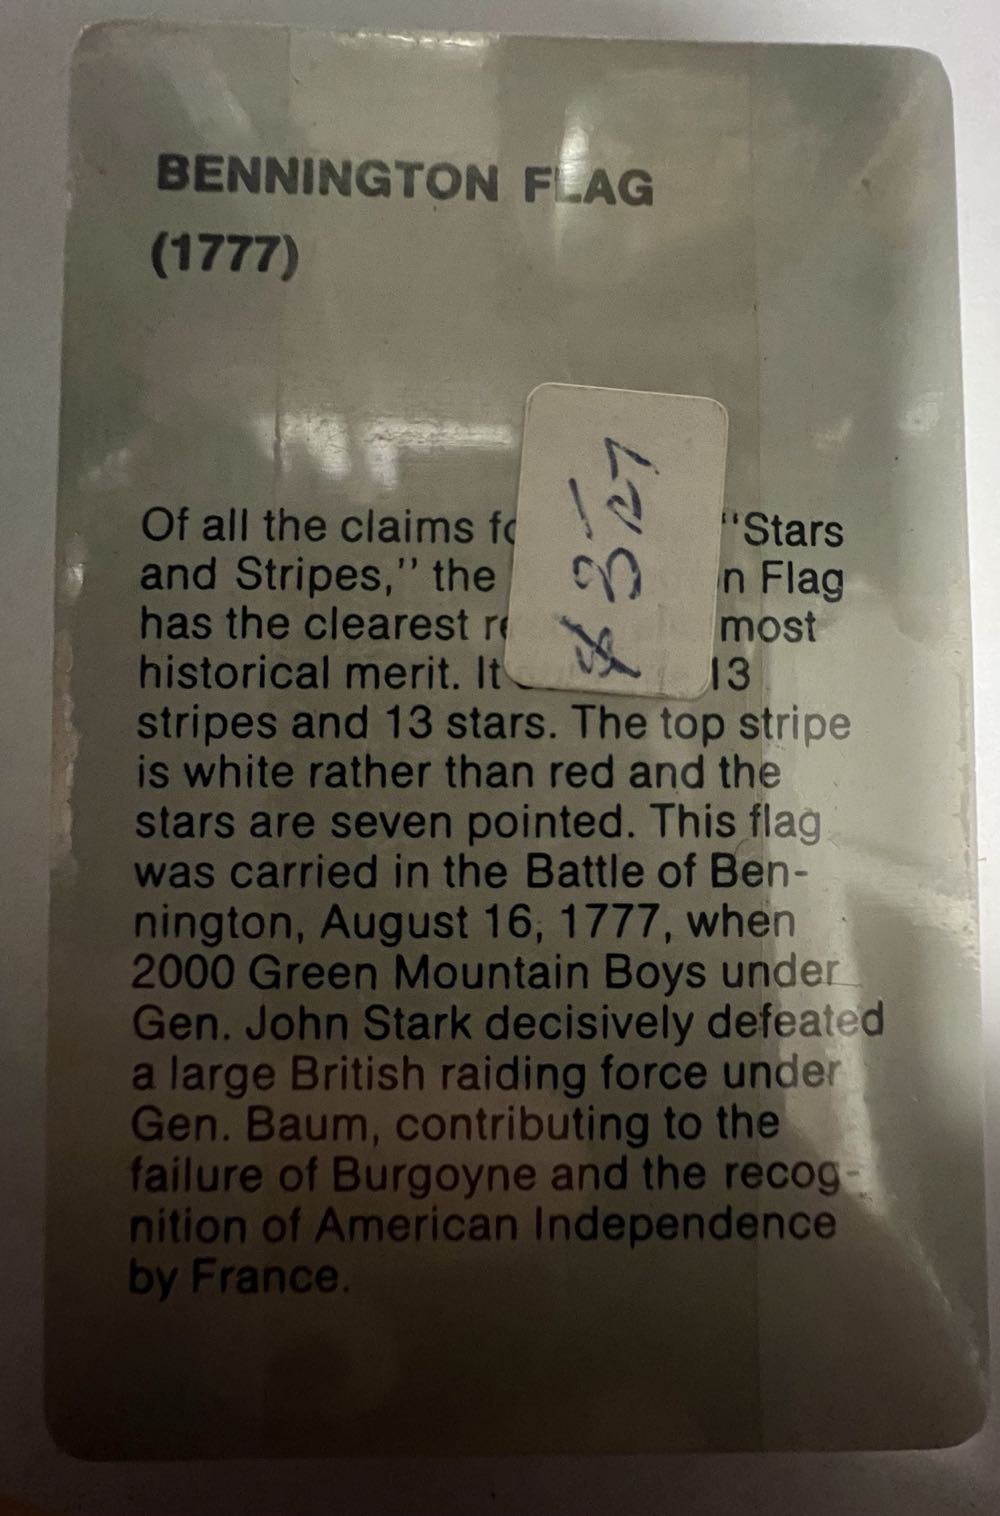 BENNINGTON FLAG
(1777)
Of all the claims "Stars
and Stripes," the Flag
has the clearest most
historical merit. It 13
stripes and 13 stars. The top stripe
is white rather than red and the
stars are seven pointed. This flag
was carried in the Battle of Ben-
nington, August 16, 1777, when
2000 Green Mountain Boys under
Gen. John Stark decisively defeated
a large British raiding force under
Gen. Baum, contributing to the
failure of Burgoyne and the recog-
nition of American Independence
by France.